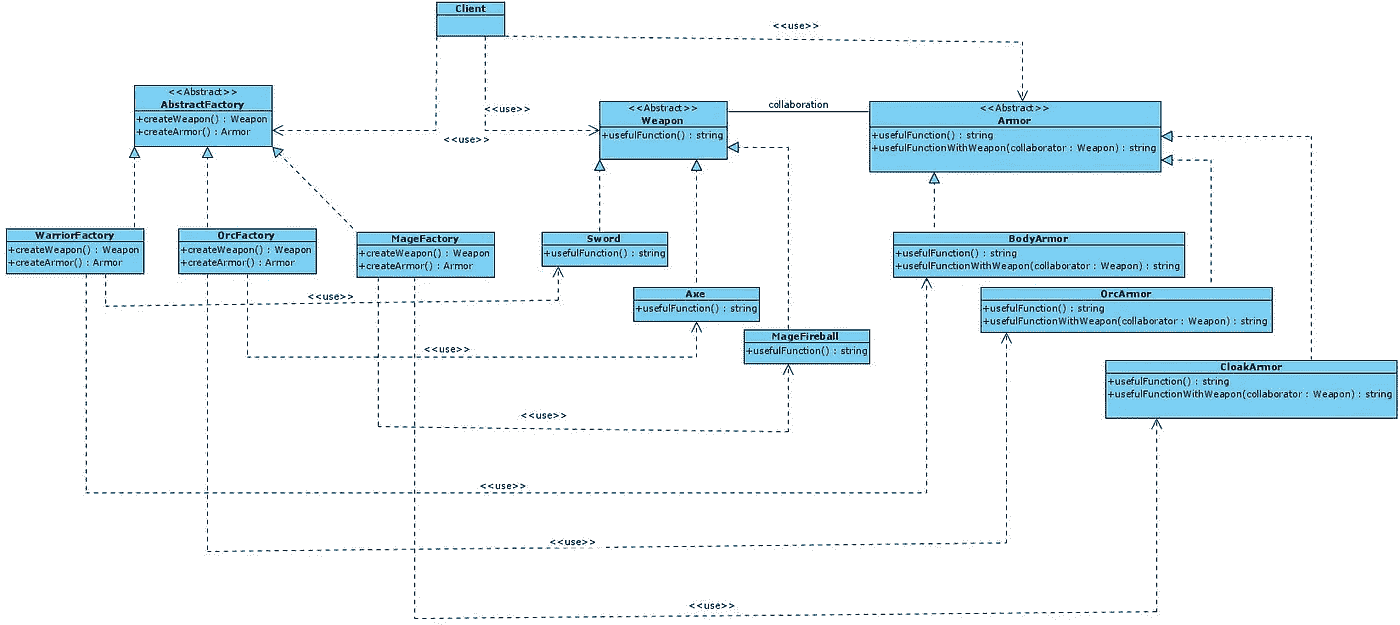 Client
<<use>>
<<Abstract>>
AbstractFactory
+createWeapon() : Weapon
+createArmor() : Armor
<<use>>
<<use>>
<<Abstract>>
Weapon
+usefulFunction() : string
collaboration
<<Abstract>>
Armor
+usefulFunction() : string
+usefulFunctionWithWeapon(collaborator : Weapon) : string
WarriorFactory
+createWeapon() : Weapon
+createArmor() : Armor
OrcFactory
+createWeapon() : Weapon
+createArmor() : Armor
MageFactory
+createWeapon() : Weapon
+createArmor() : Armor
Sword
+usefulFunction() : string
BodyArmor
+usefulFunction() : string
+usefulFunctionWithWeapon(collaborator : Weapon) : string
<<use>>
Axe
+usefulFunction() : string
OrcArmor
+usefulFunction() : string
+usefulFunctionWithWeapon(collaborator : Weapon) : string
<<use>>
MageFireball
+usefulFunction() : string
CloakArmor
+usefulFunction() : string
+usefulFunctionWithWeapon(collaborator : Weapon) : string
<<use>>
<<use>>
<<use>>
<<use>>